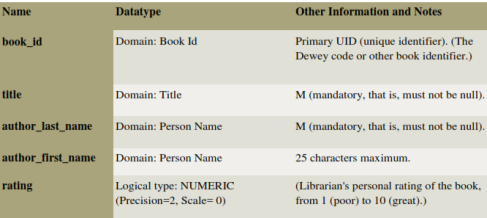 Name Datatype Other Information and Notes
book_id Domain: Book Id Primary UID (unique identifier). (The
Dewey code or other book identifier.)
title Domain: Title M (mandatory, that is, must not be null).
author_last_name Domain: Person Name M (mandatory, that is, must not be null).
author_first_name Domain: Person Name 25 characters maximum.
rating Logical type: NUMERIC (Librarian's personal rating of the book,
(Precision=2, Scale= 0) from 1 (poor) to 10 (great).)